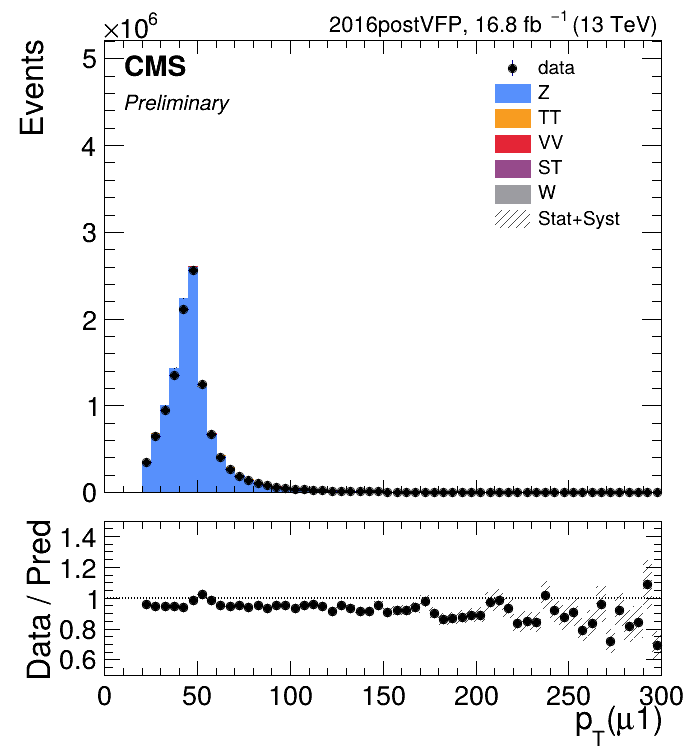 ×10⁶
2016postVFP, 16.8 fb ⁻¹ (13 TeV)
Events
CMS
Preliminary
data
Z
TT
VV
ST
W
Stat+Syst
5
4
3
2
1
0
Data / Pred
1.4
1.2
1
0.8
0.6
0 50 100 150 200 250 300
p_T(μ1)